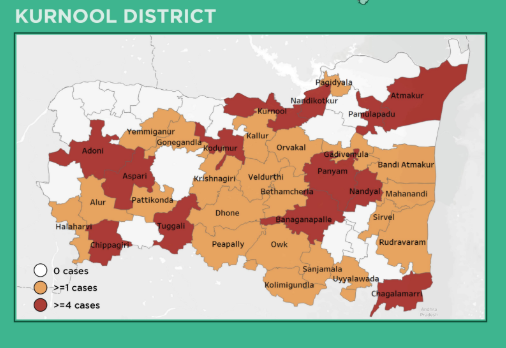 KURNOOL DISTRICT
Pagidyala
Nandikotkur
Atmakur
Kurnool
Pamulapadu
Yemmiganur
Kallur
Gonegandla
Kodumur
Orvakal
Adoni
Gadivemula
Bandi Atmakur
Panyam
Aspari
Krishnagiri
Veldurthi
Bethamcherla
Nandyal
Mahanandi
Alur
Pattikonda
Dhone
Banaganapalle
Sirvel
Halaharvi
Tuggali
Chippagiri
Peapally
Owk
Rudravaram
Sanjamala
Uyyalawada
Kolimigundla
Chagalamarri
0 cases
>=1 cases
>=4 cases